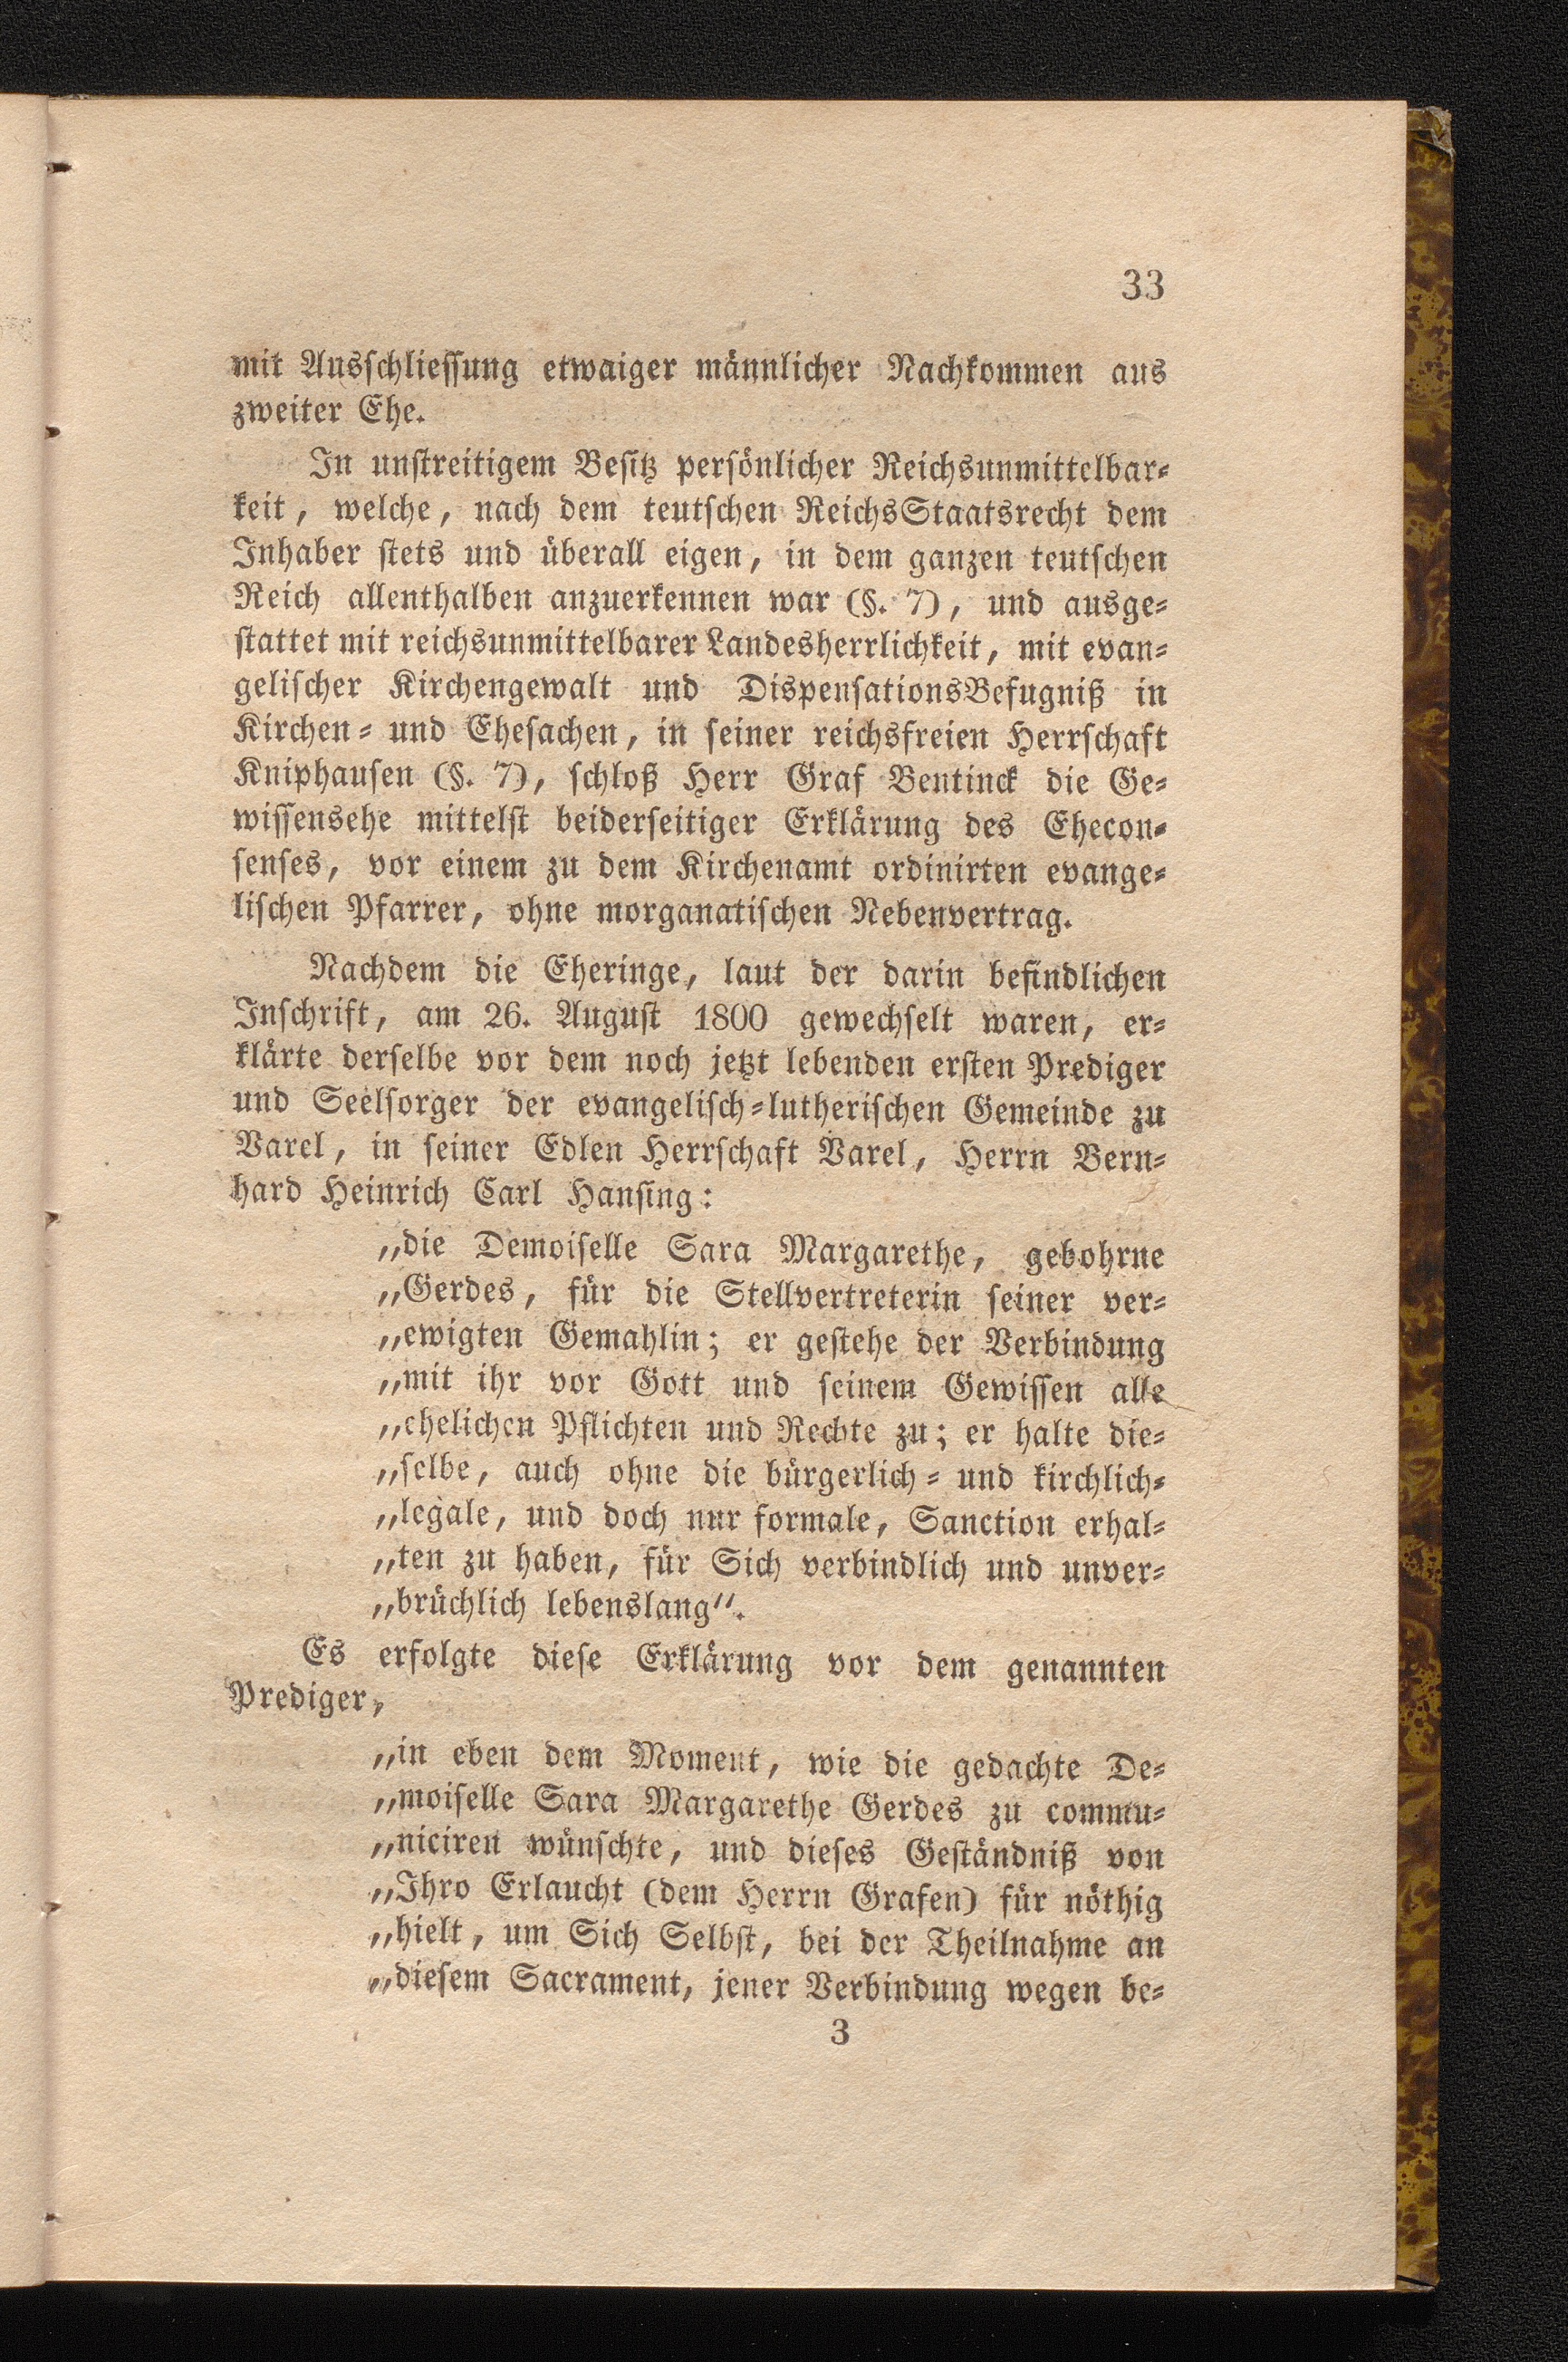 33
mit Ausschliessung etwaiger männlicher Nachkommen aus
zweiter Ehe.
In unstreitigem Besitz persönlicher Reichsunmittelbar-
keit, welche, nach dem teutschen ReichsStaatsrecht dem
Inhaber stets und überall eigen, in dem ganzen teutschen
Reich allenthalben anzuerkennen war (§. 7), und ausge-
stattet mit reichsunmittelbarer Landesherrlichkeit, mit evan-
gelischer Kirchengewalt und DispensationsBefugniß in
Kirchen- und Ehesachen, in seiner reichsfreien Herrschaft
Kniphausen (§. 7), schloß Herr Graf Bentinck die Ge-
wissensehe mittelst beiderseitiger Erklärung des Ehecon-
senses, vor einem zu dem Kirchenamt ordinirten evange-
lischen Pfarrer, ohne morganatischen Nebenvertrag.
Nachdem die Eheringe, laut der darin befindlichen
Inschrift, am 26. August 1800 gewechselt waren, er-
klärte derselbe vor dem noch jetzt lebenden ersten Prediger
und Seelsorger der evangelisch-lutherischen Gemeinde zu
Varel, in seiner Edlen Herrschaft Varel, Herrn Bern-
hard Heinrich Carl Hansing:
„die Demoiselle Sara Margarethe, gebohrne
„Gerdes, für die Stellvertreterin seiner ver-
„ewigten Gemahlin; er gestehe der Verbindung
„mit ihr vor Gott und seinem Gewissen alle
„ehelichen Pflichten und Rechte zu; er halte die-
„selbe, auch ohne die bürgerlich- und kirchlich-
„legale, und doch nur formale, Sanction erhal-
„ten zu haben, für Sich verbindlich und unver-
„brüchlich lebenslang“.
Es erfolgte diese Erklärung vor dem genannten
Prediger,
„in eben dem Moment, wie die gedachte De-
„moiselle Sara Margarethe Gerdes zu commu-
„niciren wünschte, und dieses Geständniß von
„Ihro Erlaucht (dem Herrn Grafen) für nöthig
„hielt, um Sich Selbst, bei der Theilnahme an
„diesem Sacrament, jener Verbindung wegen be-
3